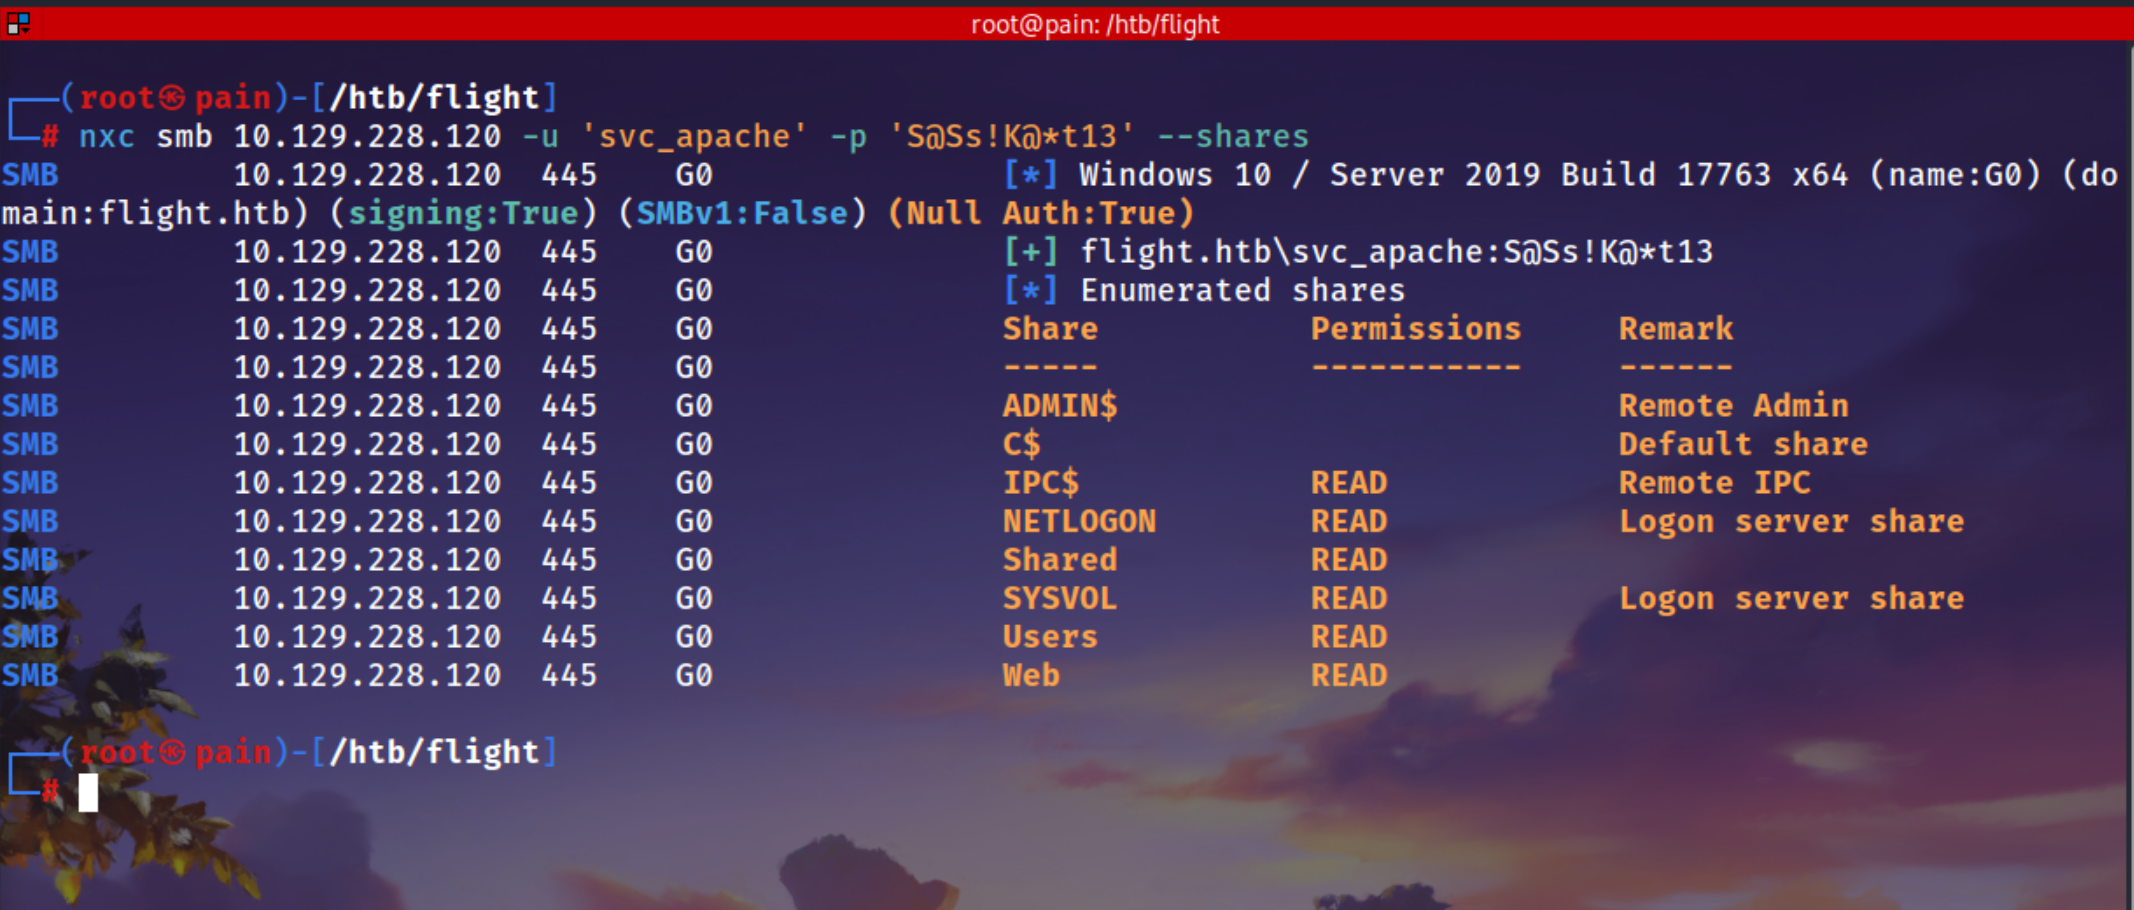 root@pain: /htb/flight
┌──(root㉿pain)-[/htb/flight]
└─# nxc smb 10.129.228.120 -u 'svc_apache' -p 'S@Ss!K@*t13' --shares
SMB         10.129.228.120  445    G0               [*] Windows 10 / Server 2019 Build 17763 x64 (name:G0) (do
main:flight.htb) (signing:True) (SMBv1:False) (Null Auth:True)
SMB         10.129.228.120  445    G0               [+] flight.htb\svc_apache:S@Ss!K@*t13
SMB         10.129.228.120  445    G0               [*] Enumerated shares
SMB         10.129.228.120  445    G0               Share           Permissions     Remark
SMB         10.129.228.120  445    G0               -----           -----------     ------
SMB         10.129.228.120  445    G0               ADMIN$                          Remote Admin
SMB         10.129.228.120  445    G0               C$                              Default share
SMB         10.129.228.120  445    G0               IPC$            READ            Remote IPC
SMB         10.129.228.120  445    G0               NETLOGON        READ            Logon server share
SMB         10.129.228.120  445    G0               Shared          READ
SMB         10.129.228.120  445    G0               SYSVOL          READ            Logon server share
SMB         10.129.228.120  445    G0               Users           READ
SMB         10.129.228.120  445    G0               Web             READ
┌──(root㉿pain)-[/htb/flight]
└─#